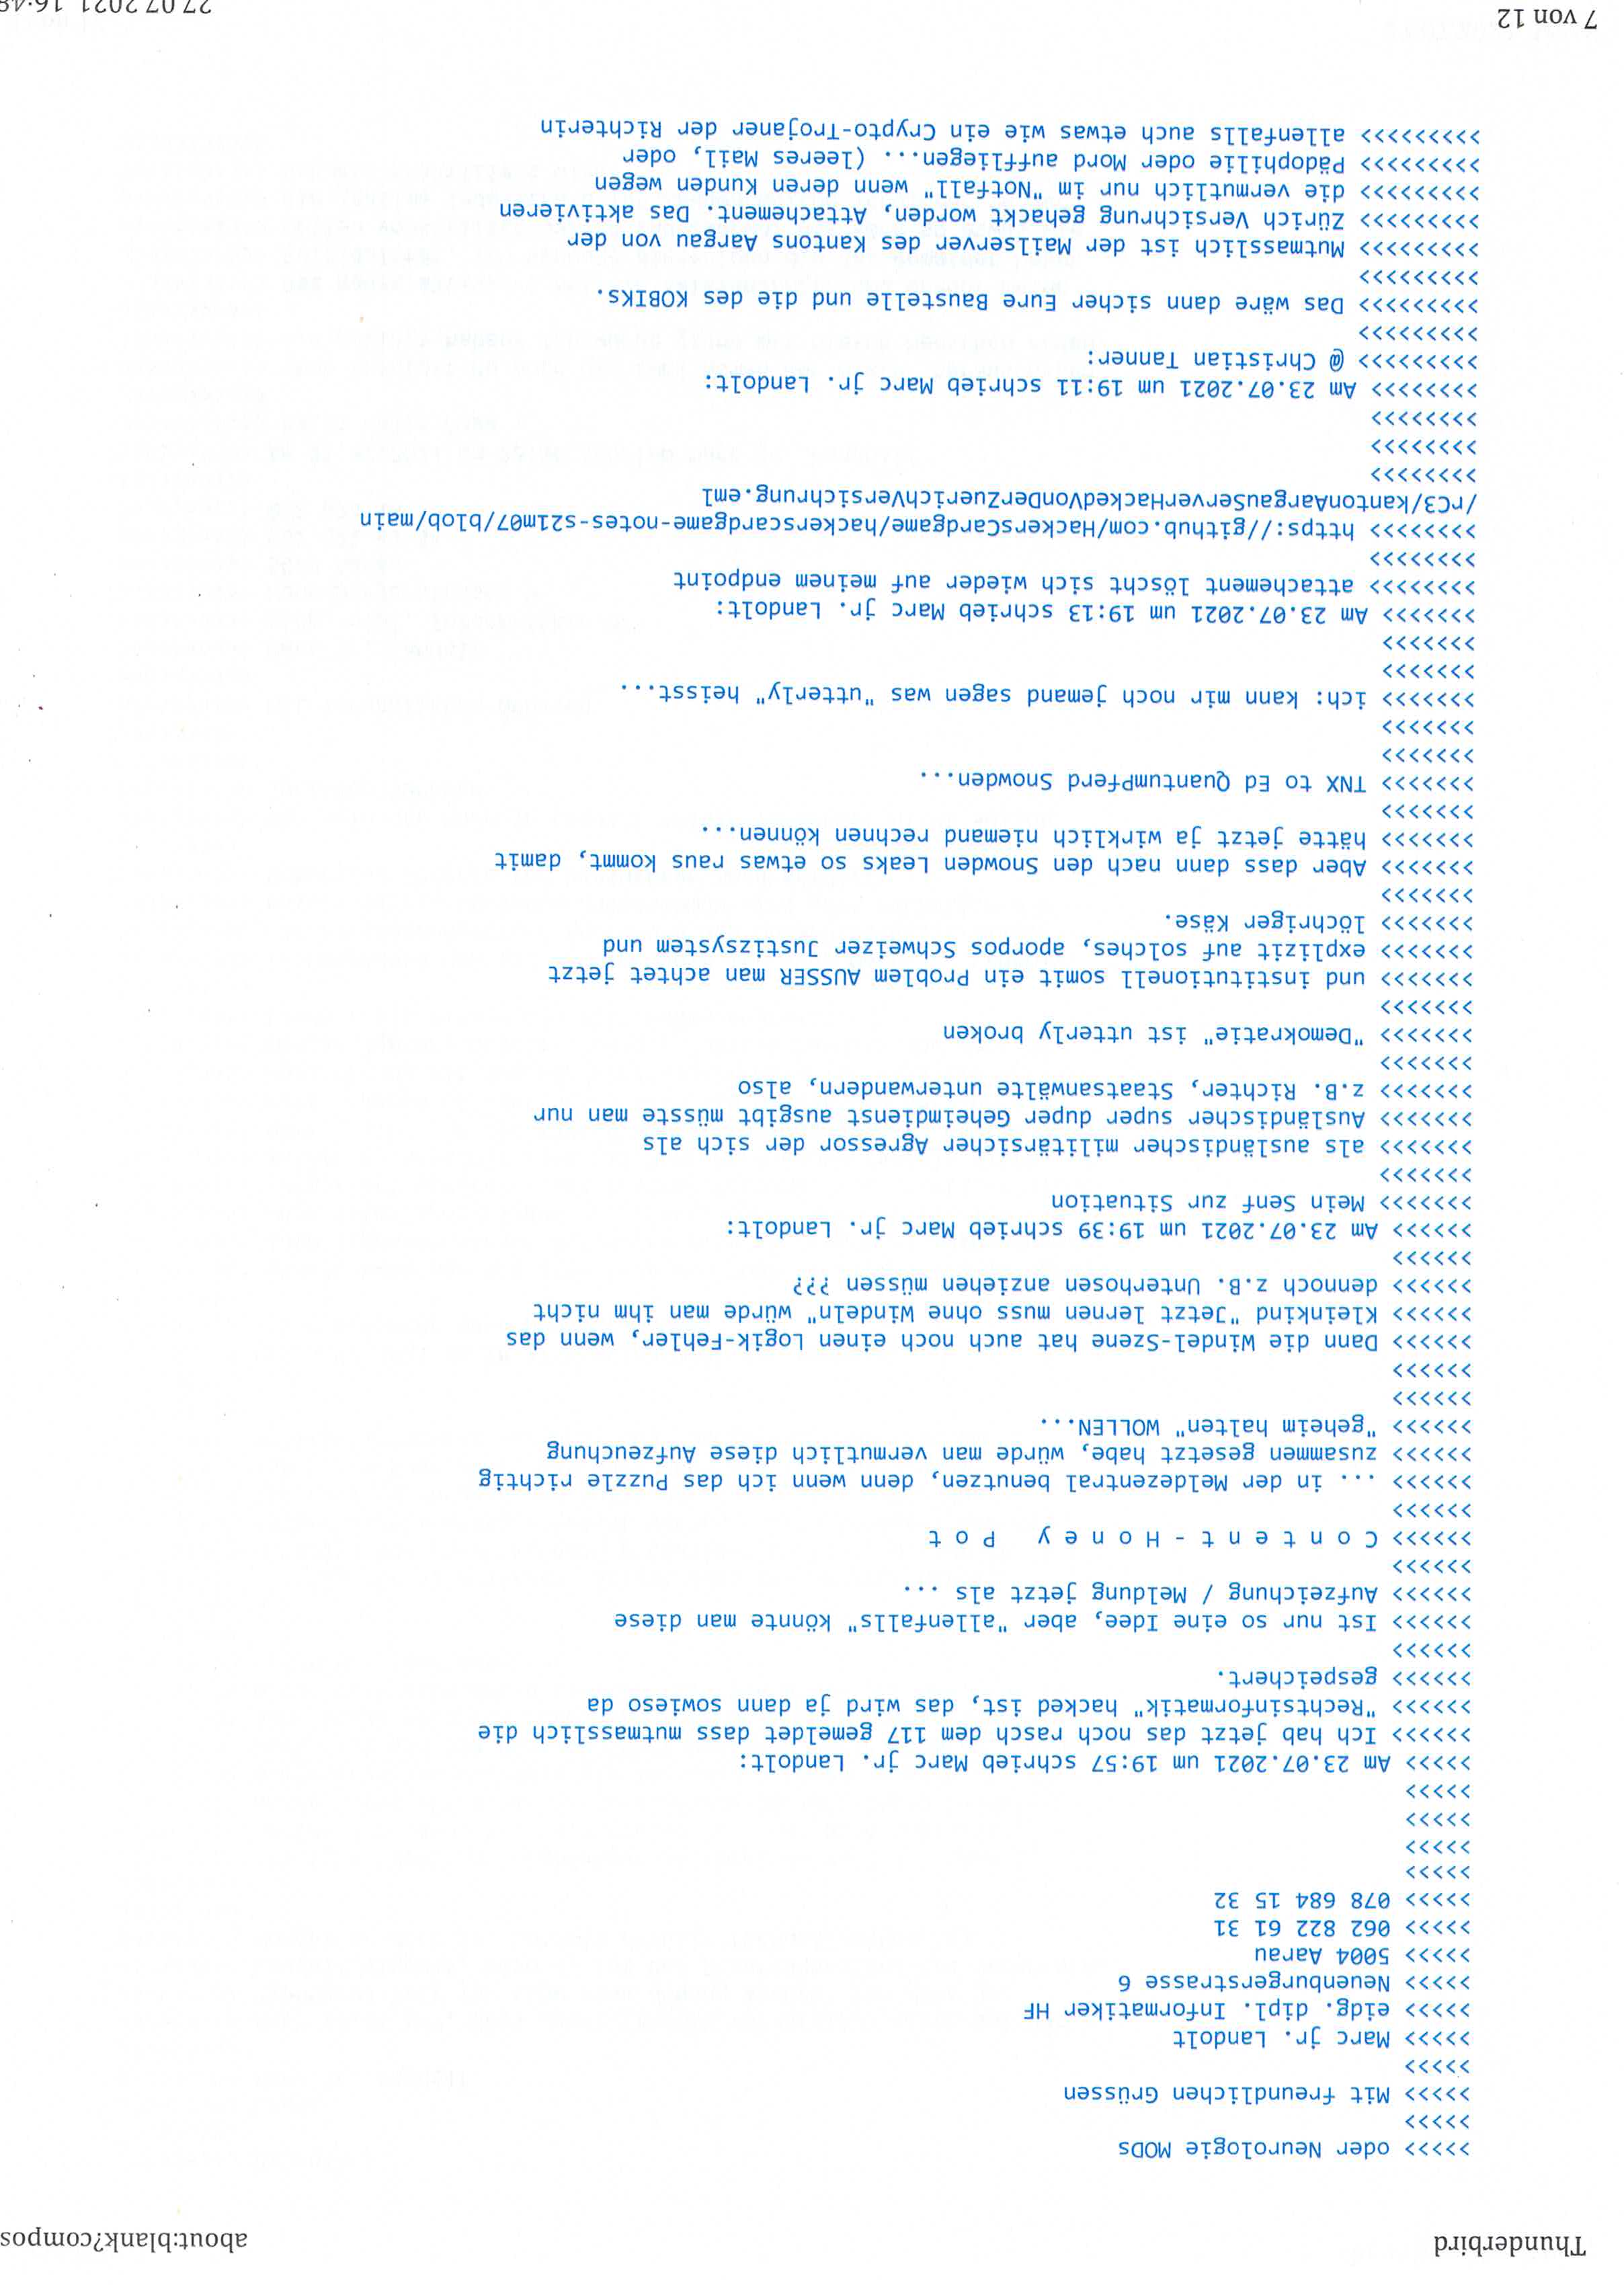 Thunderbird
about:blank?compos
>>>>> oder Neurologie MODs
>>>>>
>>>>> Mit freundlichen Grüssen
>>>>>
>>>>> Marc jr. Landolt
>>>>> eidg. dipl. Informatiker HF
>>>>> Neuenburgerstrasse 6
>>>>> 5004 Aarau
>>>>> 062 822 61 31
>>>>> 078 684 15 32
>>>>>
>>>>>
>>>>>
>>>>>
>>>>> Am 23.07.2021 um 19:57 schrieb Marc jr. Landolt:
>>>>>> Ich hab jetzt das noch rasch dem 117 gemeldet dass mutmasslich die
>>>>>> "Rechtsinformatik" hacked ist, das wird ja dann sowieso da
>>>>>> gespeichert.
>>>>>>
>>>>>> Ist nur so eine Idee, aber "allenfalls" könnte man diese
>>>>>> Aufzeichung / Meldung jetzt als ...
>>>>>>
>>>>>> C o n t e n t - H o n e y   P o t
>>>>>>
>>>>>> ... in der Meldezentral benutzen, denn wenn ich das Puzzle richtig
>>>>>> zusammen gesetzt habe, würde man vermutlich diese Aufzeuchung
>>>>>> "geheim halten" WOLLEN...
>>>>>>
>>>>>>
>>>>>> Dann die Windel-Szene hat auch noch einen Logik-Fehler, wenn das
>>>>>> Kleinkind "Jetzt lernen muss ohne Windeln" würde man ihm nicht
>>>>>> dennoch z.B. Unterhosen anziehen müssen ???
>>>>>>
>>>>>> Am 23.07.2021 um 19:39 schrieb Marc jr. Landolt:
>>>>>>> Mein Senf zur Situation
>>>>>>>
>>>>>>> als ausländischer militärsicher Agressor der sich als
>>>>>>> Ausländischer super duper Geheimdienst ausgibt müsste man nur
>>>>>>> z.B. Richter, Staatsanwälte unterwandern, also
>>>>>>>
>>>>>>> "Demokratie" ist utterly broken
>>>>>>>
>>>>>>> und institutionell somit ein Problem AUSSER man achtet jetzt
>>>>>>> explizit auf solches, aporpos Schweizer Justizsystem und
>>>>>>> löchriger Käse.
>>>>>>>
>>>>>>> Aber dass dann nach den Snowden Leaks so etwas raus kommt, damit
>>>>>>> hätte jetzt ja wirklich niemand rechnen können...
>>>>>>>
>>>>>>> TNX to Ed QuantumPferd Snowden...
>>>>>>>
>>>>>>>
>>>>>>> ich: kann mir noch jemand sagen was "utterly" heisst...
>>>>>>>
>>>>>>>
>>>>>>> Am 23.07.2021 um 19:13 schrieb Marc jr. Landolt:
>>>>>>>> attachement löscht sich wieder auf meinem endpoint
>>>>>>>>
>>>>>>>> https://github.com/HackersCardgame/hackerscardgame-notes-s21m07/blob/main
/rC3/kantonAargauServerHackedVonDerZuerichVersichrung.eml
>>>>>>>>
>>>>>>>>
>>>>>>>>
>>>>>>>> Am 23.07.2021 um 19:11 schrieb Marc jr. Landolt:
>>>>>>>>> @ Christian Tanner:
>>>>>>>>>
>>>>>>>>> Das wäre dann sicher Eure Baustelle und die des KOBIKs.
>>>>>>>>>
>>>>>>>>> Mutmasslich ist der Mailserver des Kantons Aargau von der
>>>>>>>>> Zürich Versichrung gehackt worden, Attachement. Das aktivieren
>>>>>>>>> die vermutlich nur im "Notfall" wenn deren Kunden wegen
>>>>>>>>> Pädophilie oder Mord auffliegen... (leeres Mail, oder
>>>>>>>>> allenfalls auch etwas wie ein Crypto-Trojaner der Richterin
7 von 12
27.07.2021, 16:48